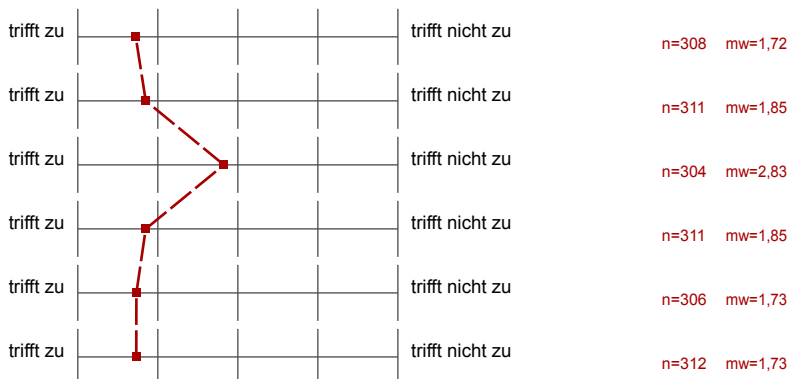 trifft zu trifft nicht zu n=308 mw=1,72
trifft zu trifft nicht zu n=311 mw=1,85
trifft zu trifft nicht zu n=304 mw=2,83
trifft zu trifft nicht zu n=311 mw=1,85
trifft zu trifft nicht zu n=306 mw=1,73
trifft zu trifft nicht zu n=312 mw=1,73